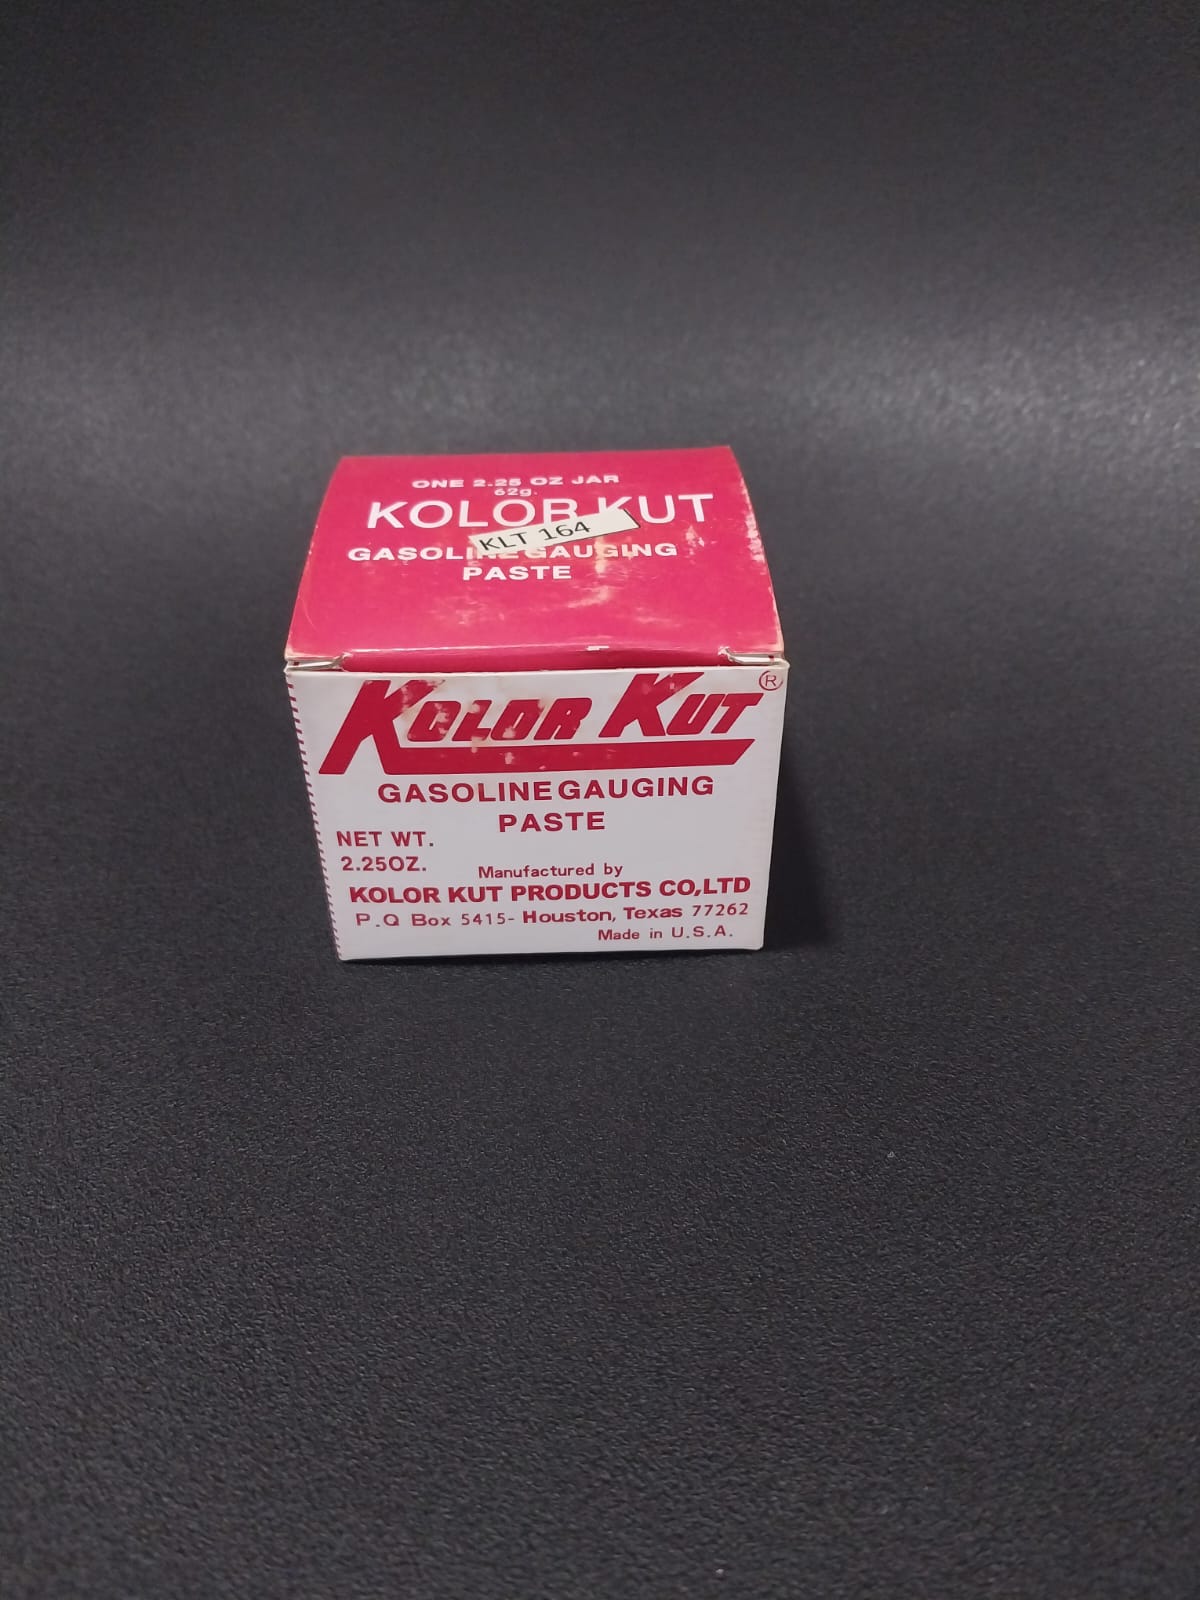 ONE 2.25 OZ JAR
62g.
KOLOR KUT
KLT 164
GASOLINE GAUGING
PASTE
KOLOR KUT ®
GASOLINE GAUGING
PASTE
NET WT.
2.25OZ.
Manufactured by
KOLOR KUT PRODUCTS CO,LTD
P.O Box 5415- Houston, Texas 77262
Made in U.S.A.